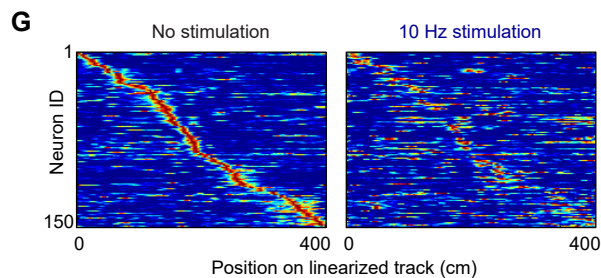 G
No stimulation
10 Hz stimulation
Neuron ID
1
150
0
400
0
400
Position on linearized track (cm)